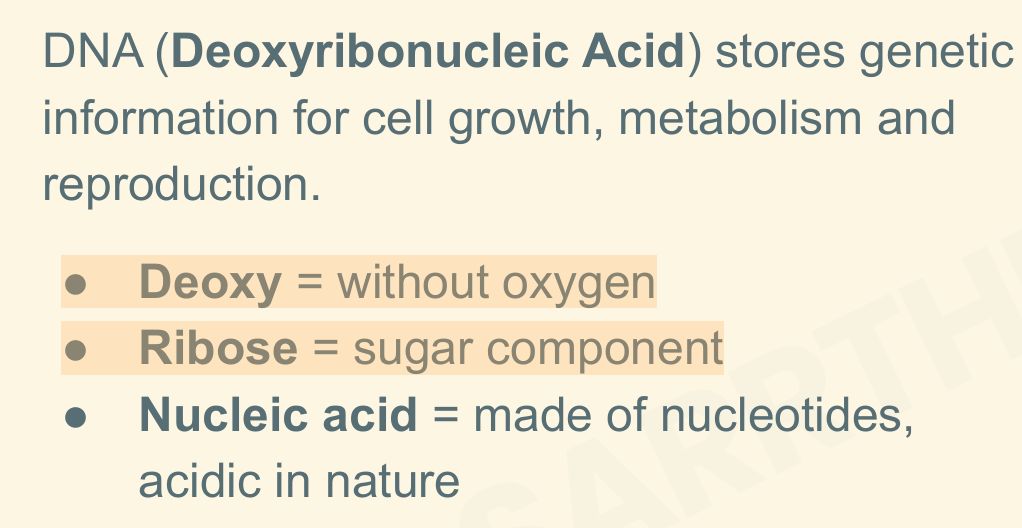 DNA (Deoxyribonucleic Acid) stores genetic
information for cell growth, metabolism and
reproduction.
● Deoxy = without oxygen
● Ribose = sugar component
● Nucleic acid = made of nucleotides,
acidic in nature
SARRTH